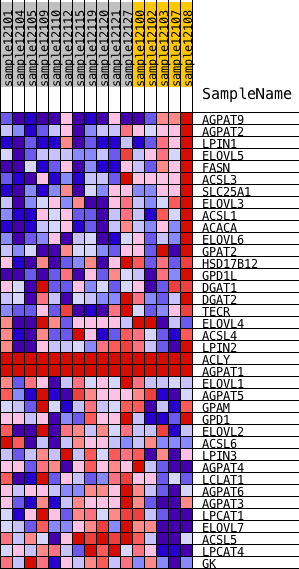 sample12101
sample12104
sample12105
sample12109
sample12110
sample12112
sample12115
sample12119
sample12120
sample12121
sample12122
sample12100
sample12102
sample12103
sample12107
sample12108
SampleName
AGPAT9
AGPAT2
LPIN1
ELOVL5
FASN
ACSL3
SLC25A1
ELOVL3
ACSL1
ACACA
ELOVL6
GPAT2
HSD17B12
GPD1L
DGAT1
DGAT2
TECR
ELOVL4
ACSL4
LPIN2
ACLY
AGPAT1
ELOVL1
AGPAT5
GPAM
GPD1
ELOVL2
ACSL6
LPIN3
AGPAT4
LCLAT1
AGPAT6
AGPAT3
LPCAT1
ELOVL7
ACSL5
LPCAT4
GK